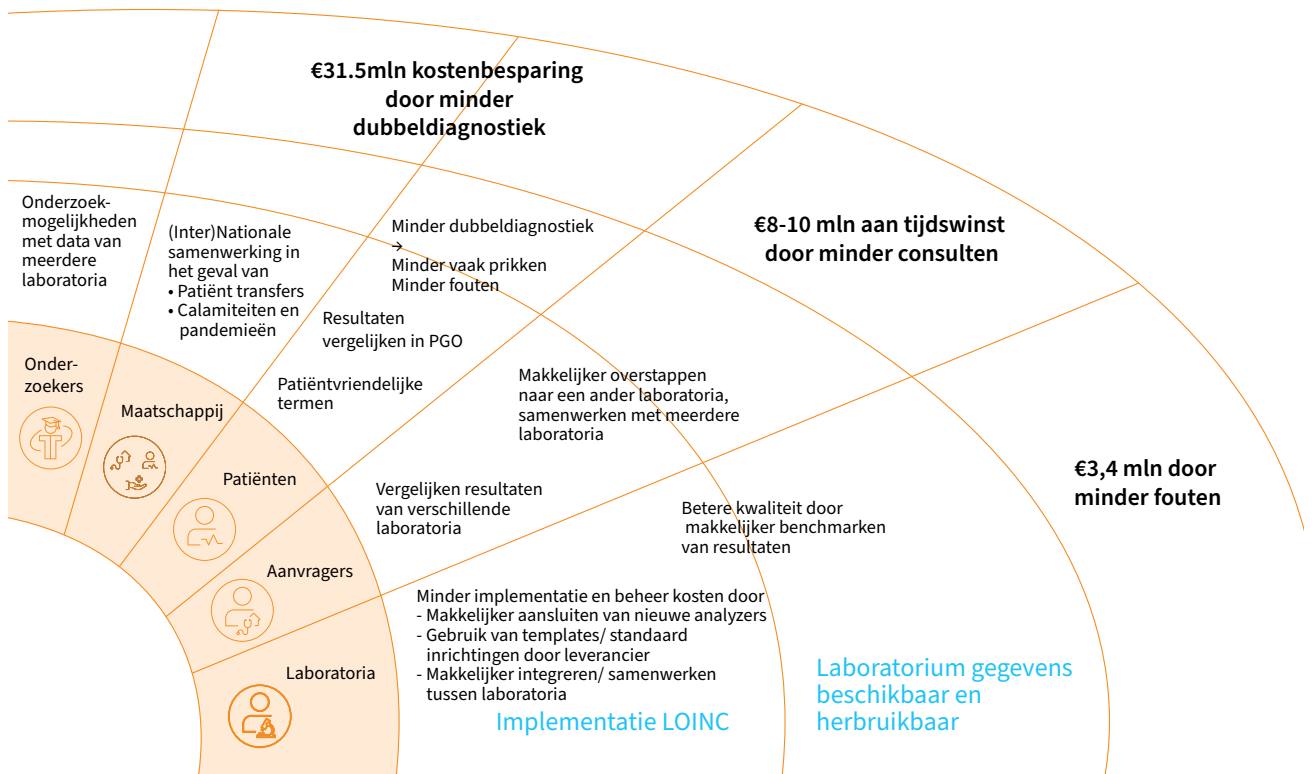 €31.5mln kostenbesparing
door minder
dubbeldiagnostiek
€8-10 mln aan tijdswinst
door minder consulten
€3,4 mln door
minder fouten
Onderzoek-
mogelijkheden
met data van
meerdere
laboratoria
(Inter)Nationale
samenwerking in
het geval van
• Patiënt transfers
• Calamiteiten en
pandemieën
Minder dubbeldiagnostiek
→
Minder vaak prikken
Minder fouten
Resultaten
vergelijken in PGO
Patiëntvriendelijke
termen
Makkelijker overstappen
naar een ander laboratoria,
samenwerken met meerdere
laboratoria
Vergelijken resultaten
van verschillende
laboratoria
Betere kwaliteit door
makkelijker benchmarken
van resultaten
Minder implementatie en beheer kosten door
- Makkelijker aansluiten van nieuwe analyzers
- Gebruik van templates/ standaard
inrichtingen door leverancier
- Makkelijker integreren/ samenwerken
tussen laboratoria
Onder-
zoekers
Maatschappij
Patiënten
Aanvragers
Laboratoria
Implementatie LOINC
Laboratorium gegevens
beschikbaar en
herbruikbaar